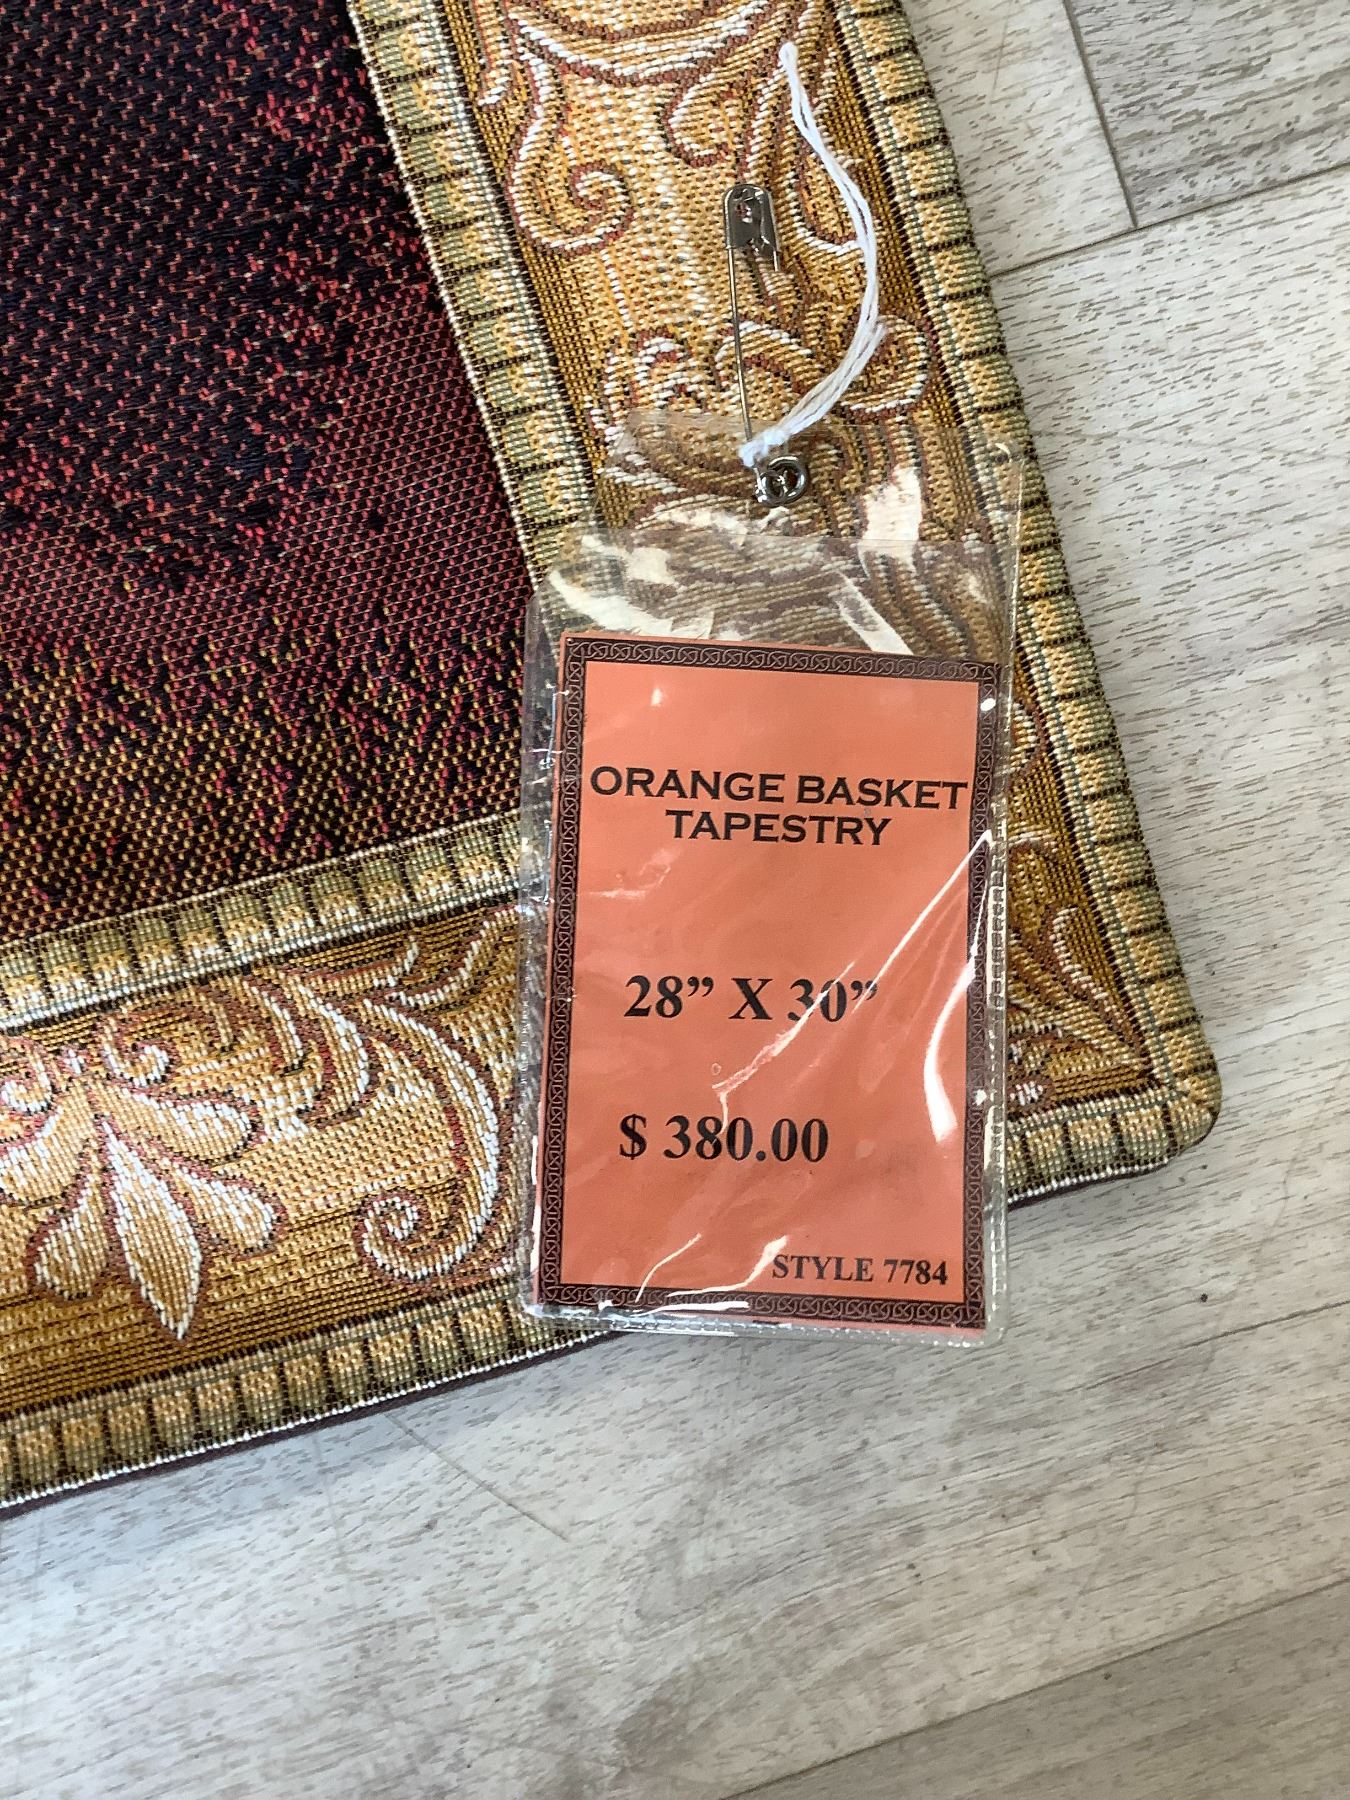 ORANGE BASKET
TAPESTRY
28” X 30”
$ 380.00
STYLE 7784